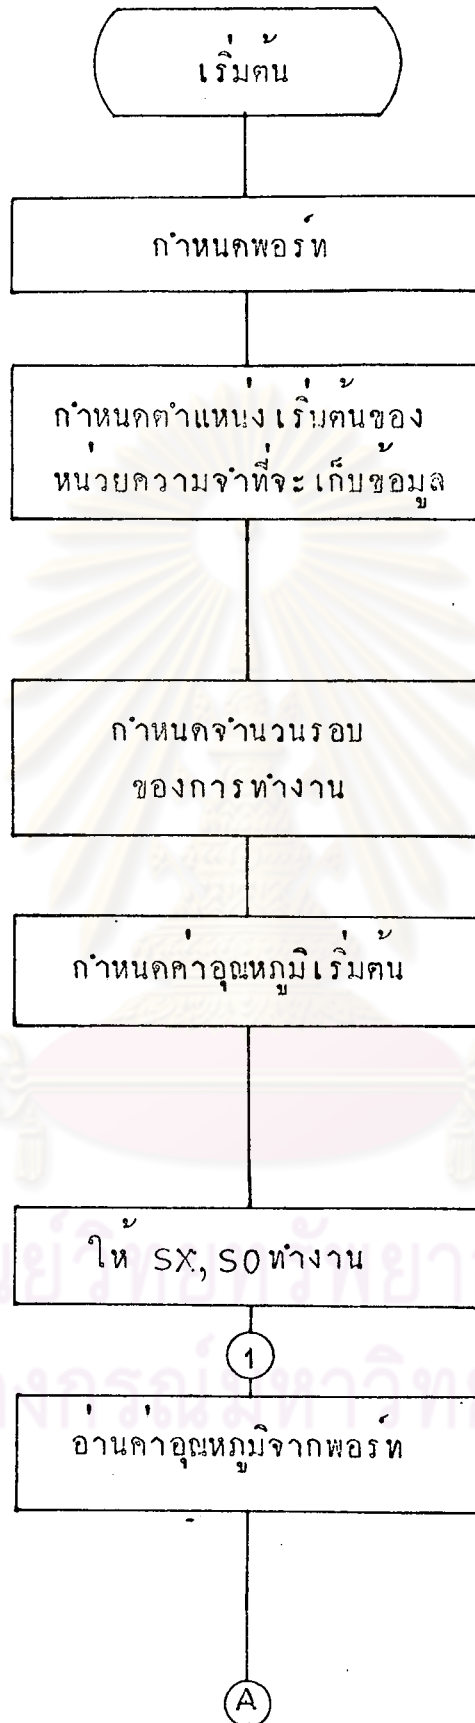 เริ่มต้น
กำหนดพอร์ท
กำหนดตำแหน่งเริ่มต้นของ
หน่วยความจำที่จะเก็บข้อมูล
กำหนดจำนวนรอบ
ของการทำงาน
กำหนดค่าอุณหภูมิเริ่มต้น
ให้ SX, SO ทำงาน
1
อ่านค่าอุณหภูมิจากพอร์ท
A